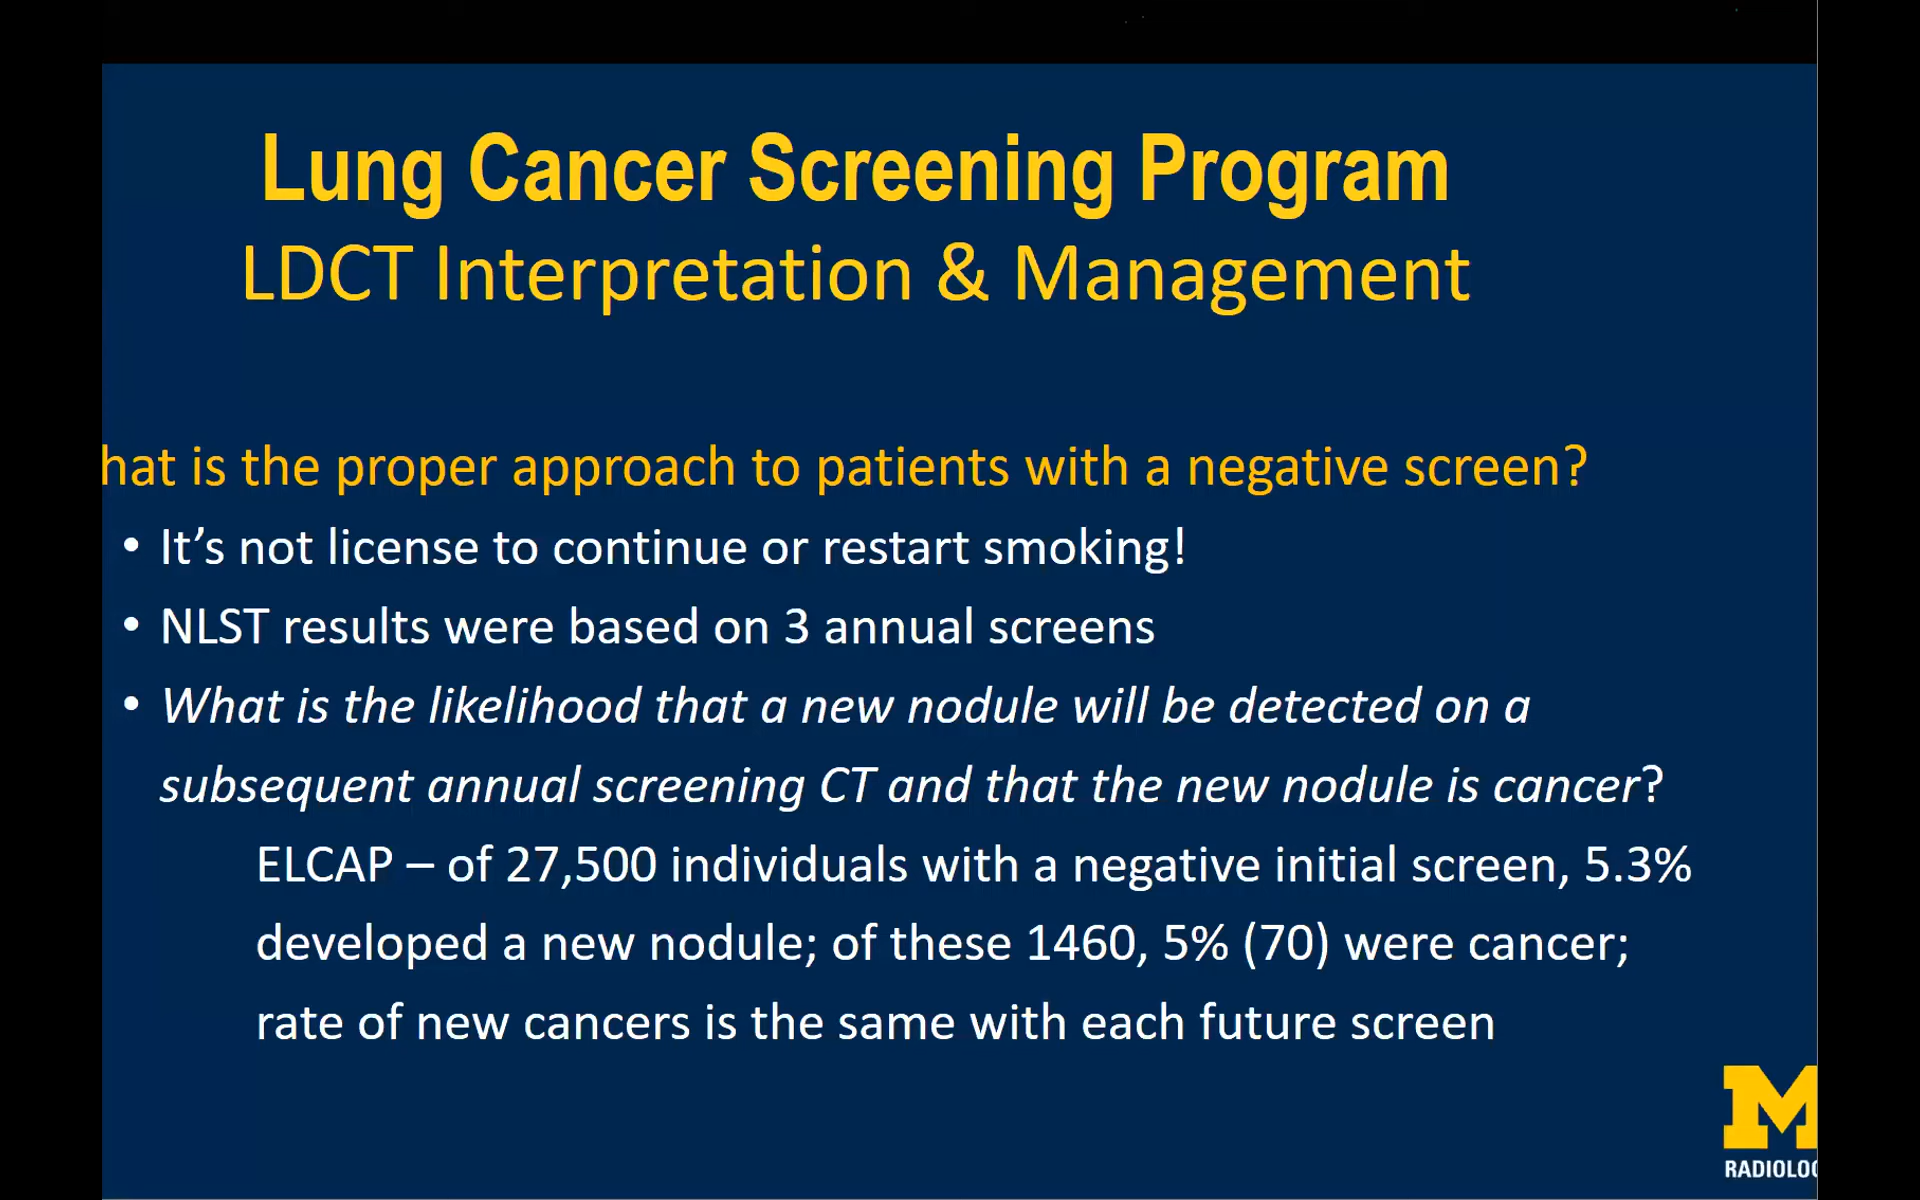 Lung Cancer Screening Program
LDCT Interpretation & Management
hat is the proper approach to patients with a negative screen?
• It’s not license to continue or restart smoking!
• NLST results were based on 3 annual screens
• What is the likelihood that a new nodule will be detected on a
subsequent annual screening CT and that the new nodule is cancer?
ELCAP – of 27,500 individuals with a negative initial screen, 5.3%
developed a new nodule; of these 1460, 5% (70) were cancer;
rate of new cancers is the same with each future screen
M
RADIOLOG